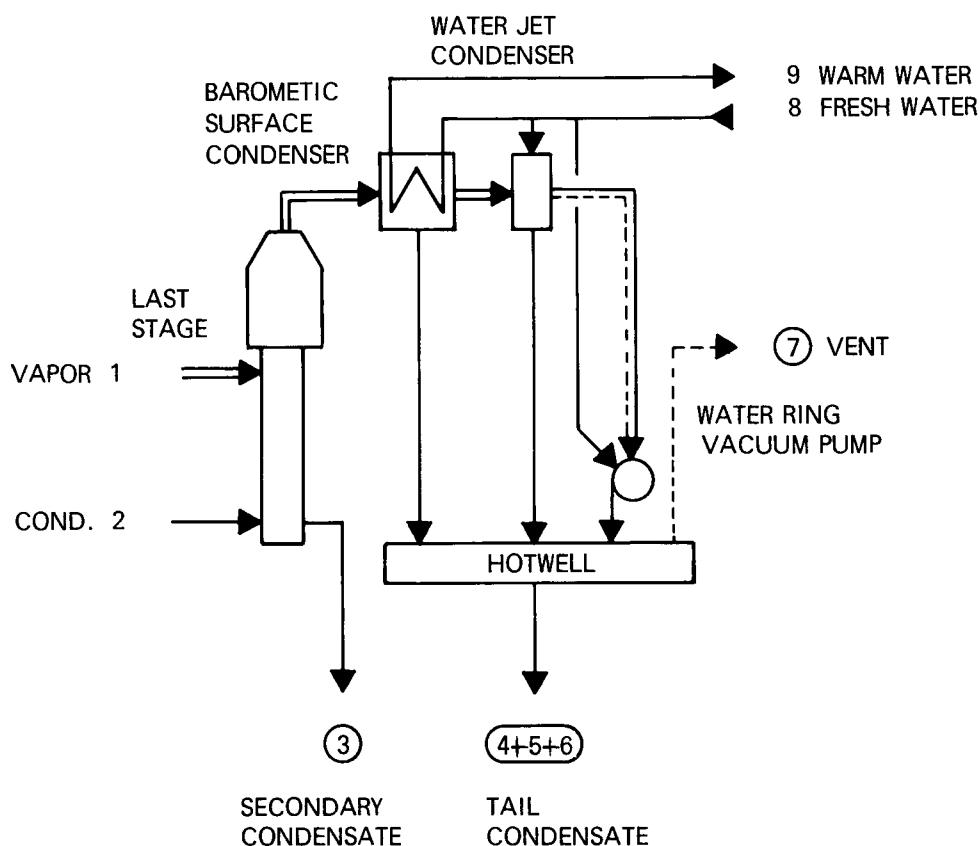 WATER JET
CONDENSER
9 WARM WATER
8 FRESH WATER
BAROMETIC
SURFACE
CONDENSER
LAST
STAGE
VAPOR 1
7 VENT
WATER RING
VACUUM PUMP
COND. 2
HOTWELL
3
4+5+6
SECONDARY
CONDENSATE
TAIL
CONDENSATE